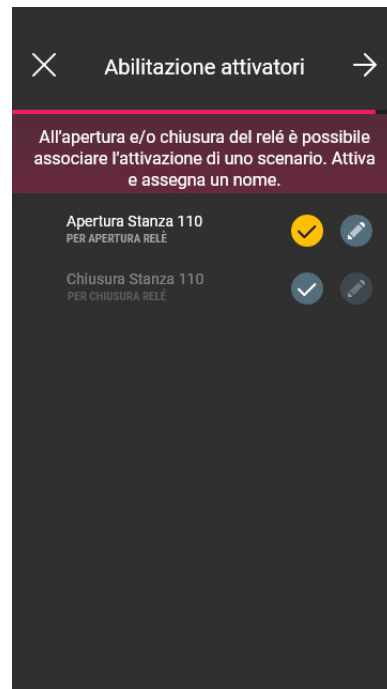 Abilitazione attivatori
All'apertura e/o chiusura del relé è possibile
associare l'attivazione di uno scenario. Attiva
e assegna un nome.
Apertura Stanza 110
PER APERTURA RELÈ
Chiusura Stanza 110
PER CHIUSURA RELÉ